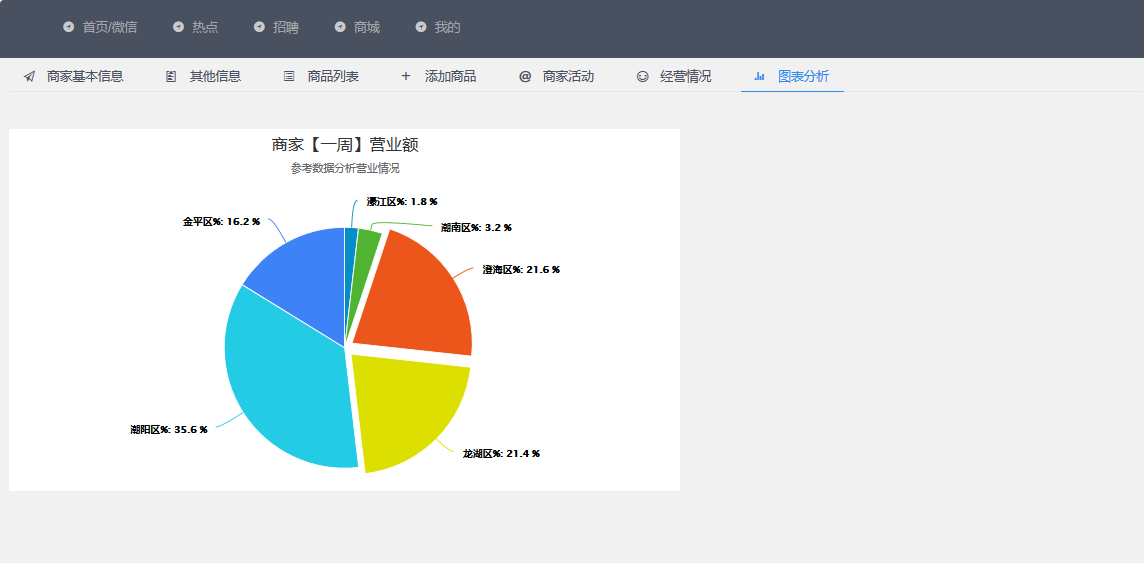 首页/微信 热点 招聘 商城 我的
商家基本信息 其他信息 商品列表 添加商品 商家活动 经营情况 图表分析
商家【一周】营业额
参考数据分析营业情况
濠江区%: 1.8 %
金平区%: 16.2 %
潮南区%: 3.2 %
澄海区%: 21.6 %
潮阳区%: 35.6 %
龙湖区%: 21.4 %